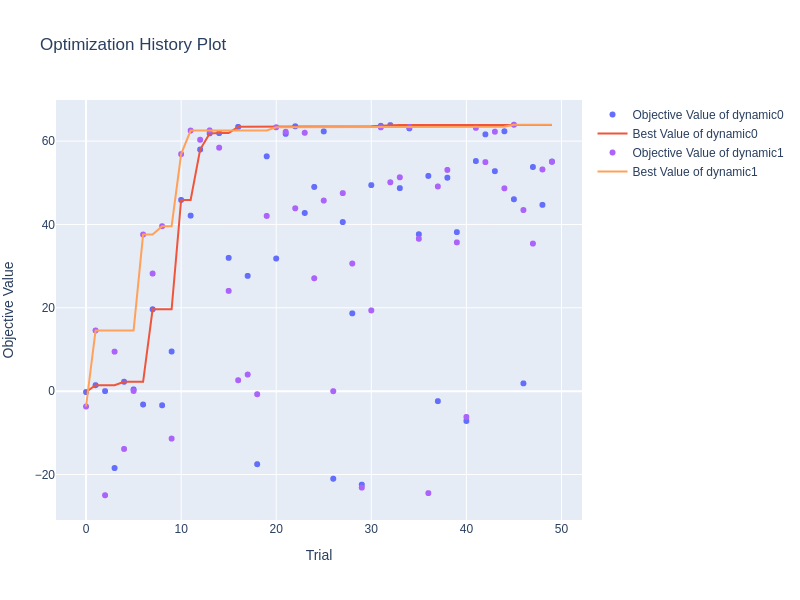 Optimization History Plot
Objective Value
60
40
20
0
−20
0
10
20
30
40
50
Trial
Objective Value of dynamic0
Best Value of dynamic0
Objective Value of dynamic1
Best Value of dynamic1